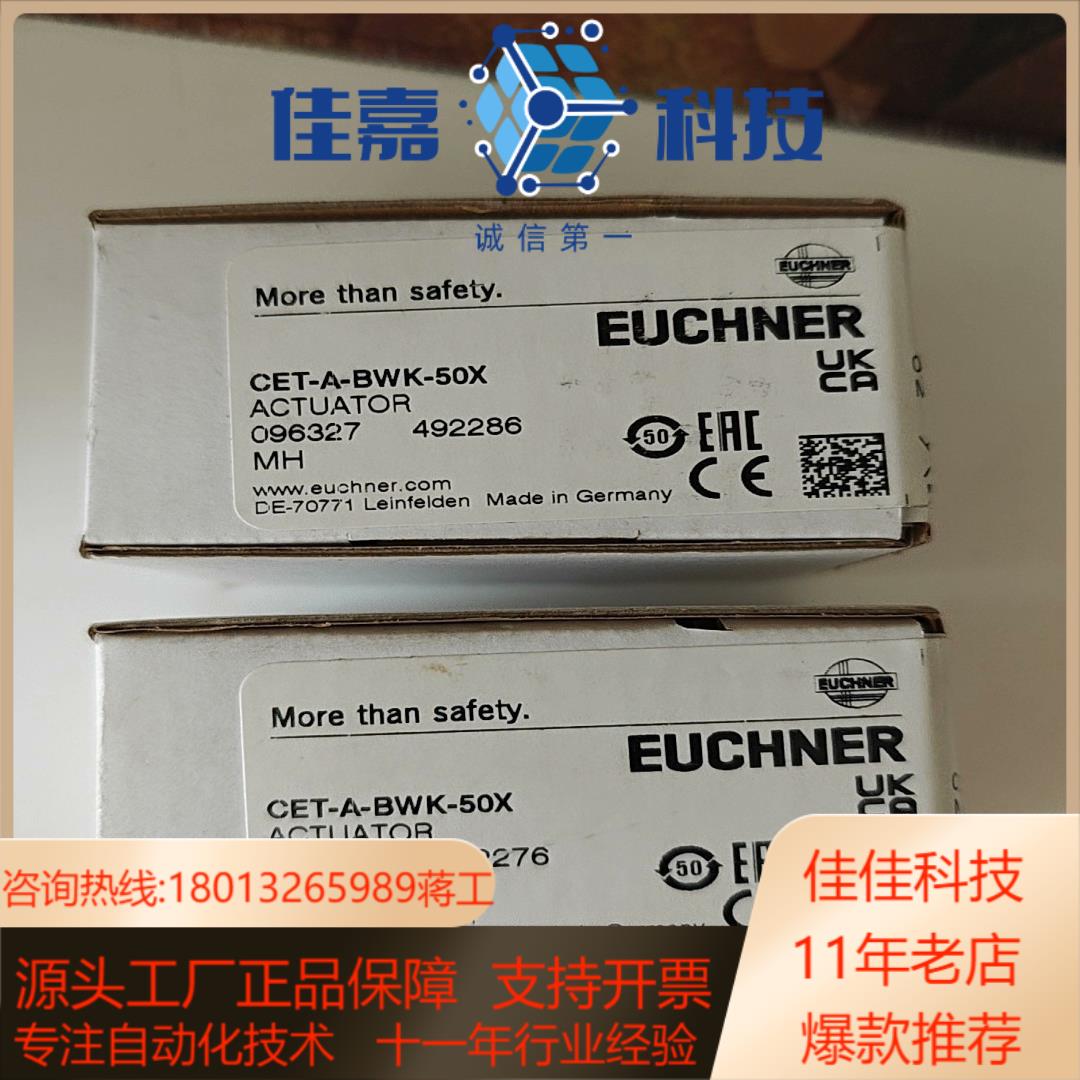 佳嘉 科技
诚信第一
EUCHNER
More than safety.
EUCHNER
UK
CA
CET-A-BWK-50X
ACTUATOR
096327 492286
MH
50 EAC
CE
www.euchner.com
DE-70771 Leinfelden Made in Germany
EUCHNER
More than safety.
EUCHNER
UK
CA
CET-A-BWK-50X
ACTUATOR
276
50
Germany
咨询热线:18013265989蒋工
源头工厂正品保障 支持开票
专注自动化技术 十一年行业经验
佳佳科技
11年老店
爆款推荐